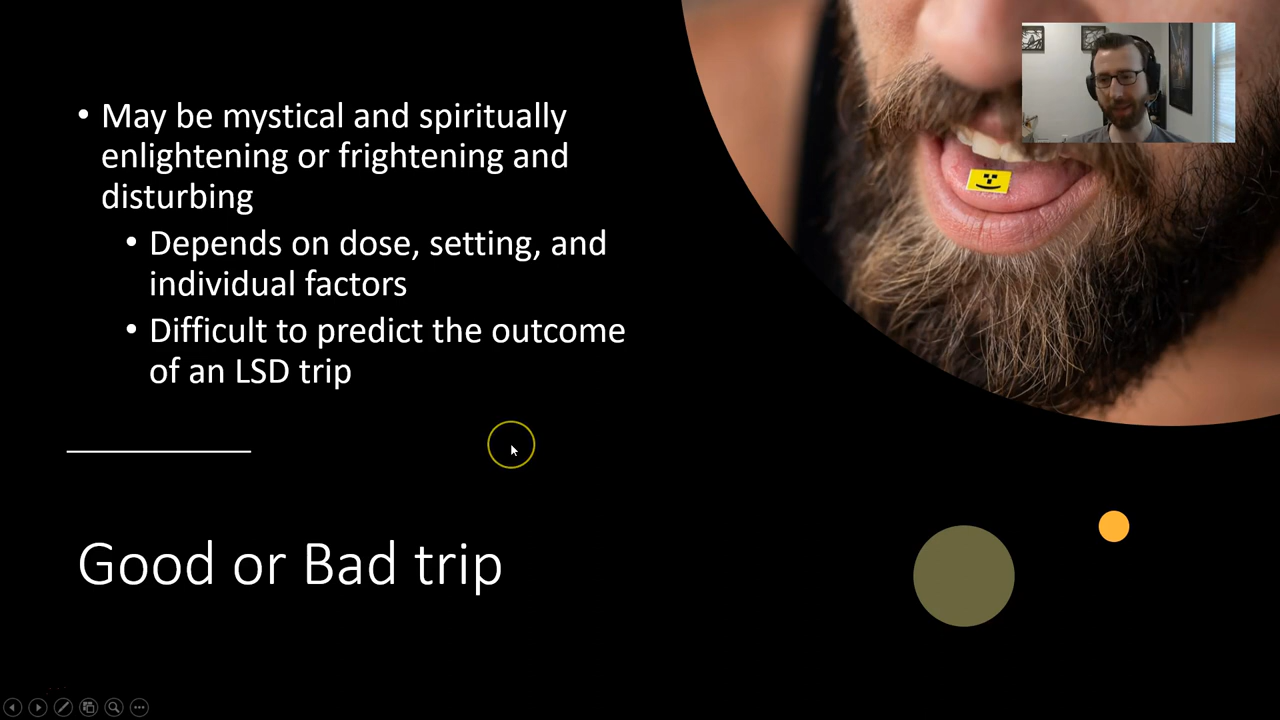 • May be mystical and spiritually
enlightening or frightening and
disturbing
• Depends on dose, setting, and
individual factors
• Difficult to predict the outcome
of an LSD trip
Good or Bad trip